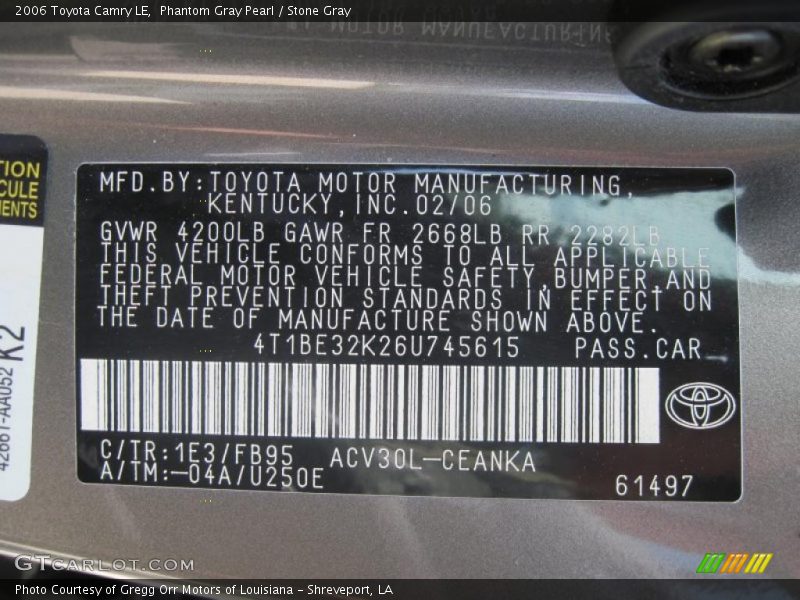 2006 Toyota Camry LE, Phantom Gray Pearl / Stone Gray
MFD.BY:TOYOTA MOTOR MANUFACTURING,
KENTUCKY,INC.02/06
GVWR 4200LB GAWR FR 2668LB RR 2282LB
THIS VEHICLE CONFORMS TO ALL APPLICABLE
FEDERAL MOTOR VEHICLE SAFETY,BUMPER,AND
THEFT PREVENTION STANDARDS IN EFFECT ON
THE DATE OF MANUFACTURE SHOWN ABOVE.
4T1BE32K26U745615 PASS.CAR
C/TR:1E3/FB95 ACV30L-CEANKA
A/TM:-04A/U250E
61497
K2
42661-AA052
GTCARLOT.COM
Photo Courtesy of Gregg Orr Motors of Louisiana - Shreveport, LA